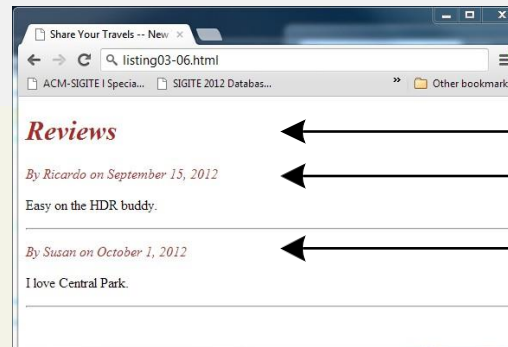 Share Your Travels -- New
listing03-06.html
ACM-SIGITE I Specia... SIGITE 2012 Databas... » Other bookmark
Reviews
By Ricardo on September 15, 2012
Easy on the HDR buddy.
By Susan on October 1, 2012
I love Central Park.